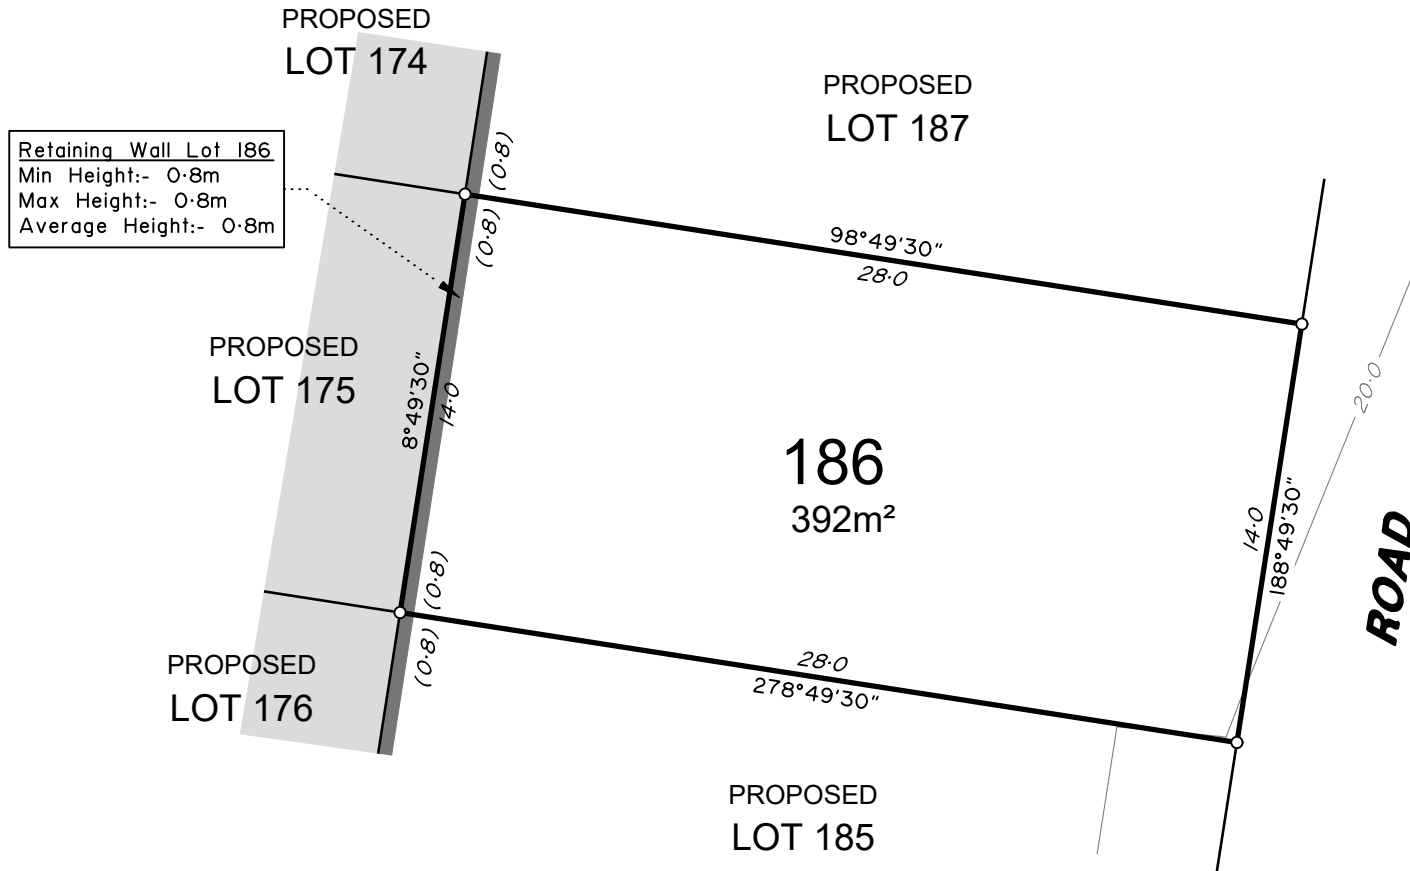 PROPOSED
LOT 174
PROPOSED
LOT 187
Retaining Wall Lot 186
Min Height:- 0·8m
Max Height:- 0·8m
Average Height:- 0·8m
(0·8)
(0·8)
98°49'30"
28·0
PROPOSED
LOT 175
8°49'30"
14·0
20·0
186
392m²
14·0
188°49'30"
ROAD
(0·8)
(0·8)
PROPOSED
LOT 176
28·0
278°49'30"
PROPOSED
LOT 185